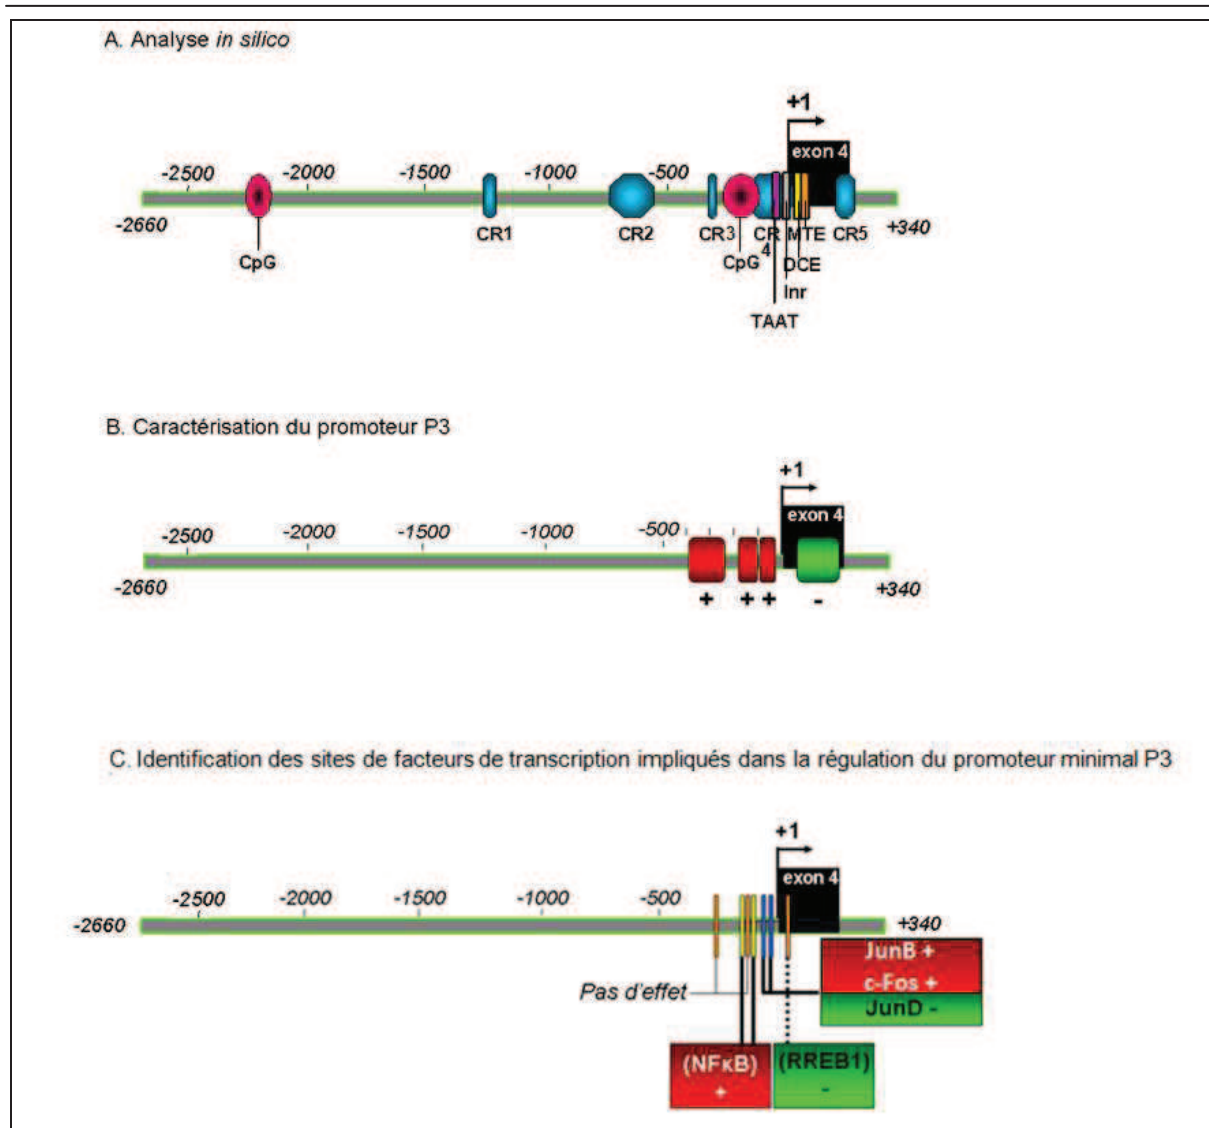 A. Analyse in silico
+1
exon 4
-2500 -2000 -1500 -1000 -500
-2660 +340
CR1 CR2 CR3 CR4 MTE CR5
CpG CpG DCE
Inr
TAAT
B. Caractérisation du promoteur P3
+1
exon 4
-2500 -2000 -1500 -1000 -500
-2660 +340
+ + + -
C. Identification des sites de facteurs de transcription impliqués dans la régulation du promoteur minimal P3
+1
exon 4
-2500 -2000 -1500 -1000 -500
-2660 +340
JunB +
c-Fos +
Pas d'effet
JunD -
(NFκB) (RREB1)
+ -